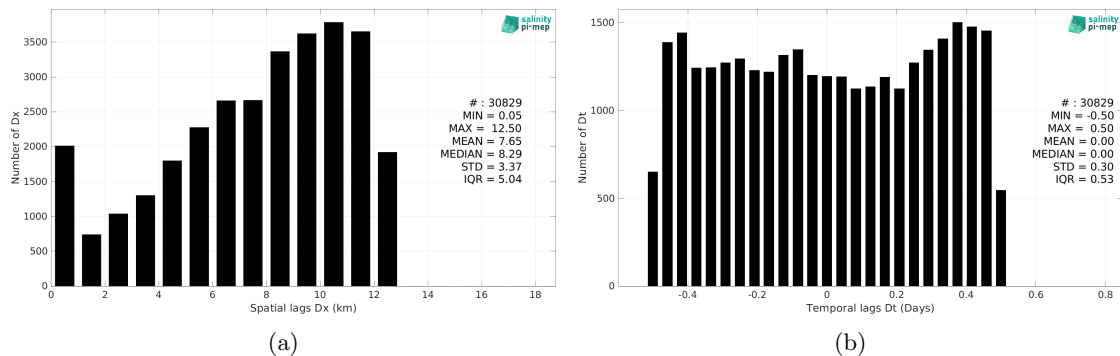 3500
3000
2500
2000
1500
1000
500
0
Number of Dx
0 2 4 6 8 10 12 14 16 18
Spatial lags Dx (km)
salinity
pi-mep
# : 30829
MIN = 0.05
MAX = 12.50
MEAN = 7.65
MEDIAN = 8.29
STD = 3.37
IQR = 5.04
(a)
1500
1000
500
0
Number of Dt
-0.4 -0.2 0 0.2 0.4 0.6 0.8
Temporal lags Dt (Days)
salinity
pi-mep
# : 30829
MIN = -0.50
MAX = 0.50
MEAN = 0.00
MEDIAN = 0.00
STD = 0.30
IQR = 0.53
(b)